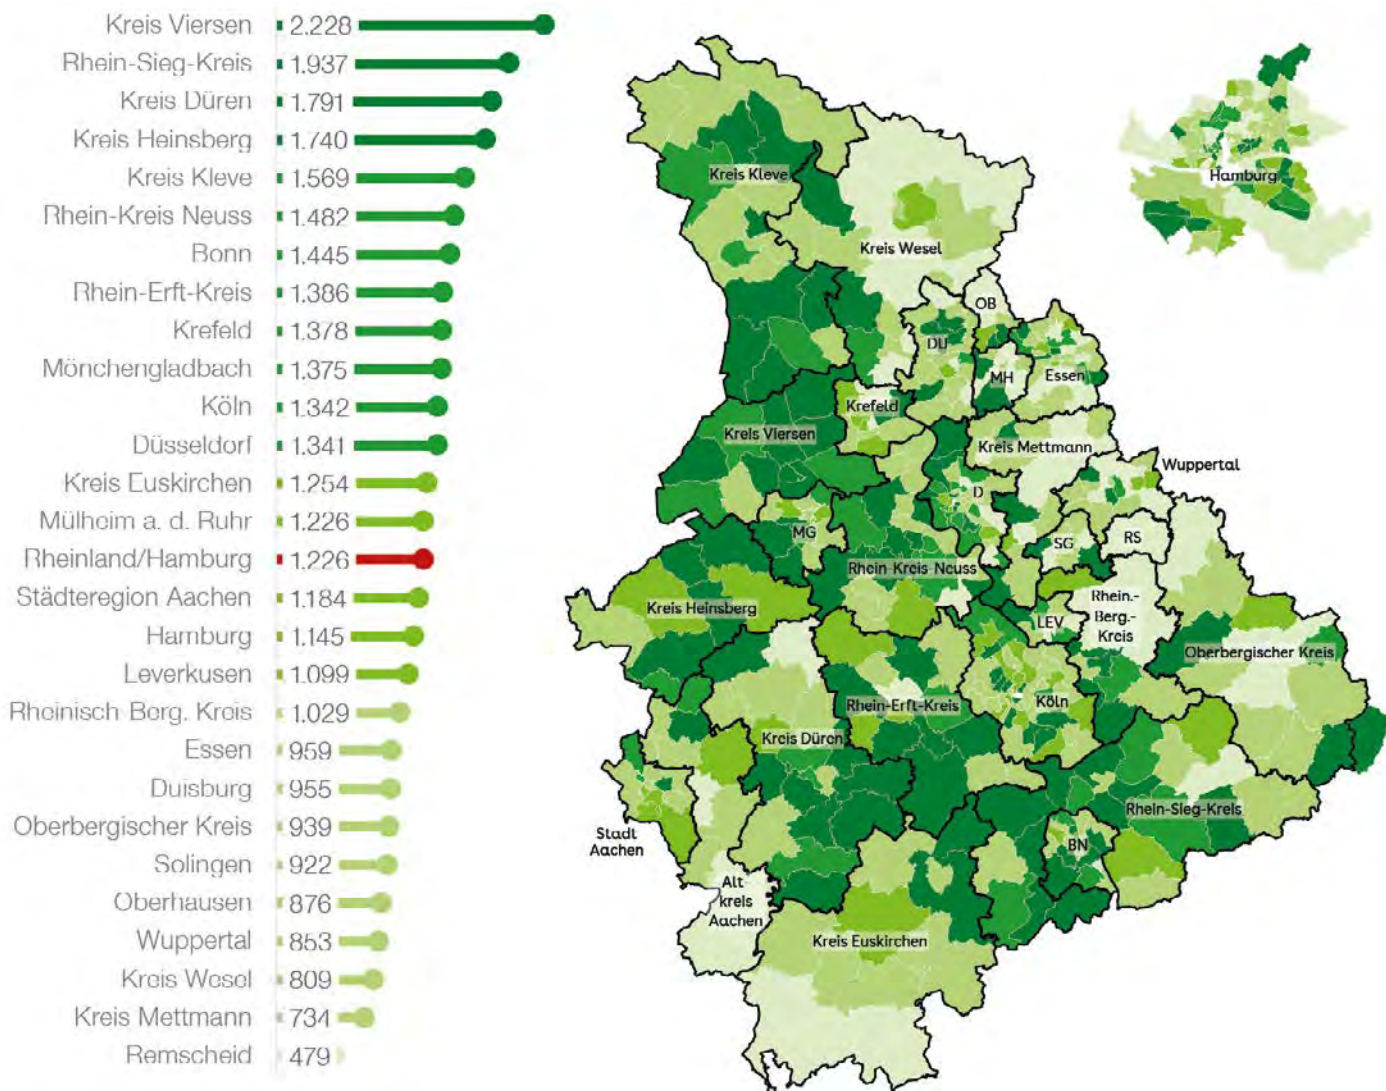 Kreis Viersen 2.228
Rhein-Sieg-Kreis 1.937
Kreis Düren 1.791
Kreis Heinsberg 1.740
Kreis Kleve 1.569
Rhein-Kreis Neuss 1.482
Bonn 1.445
Rhein-Erft-Kreis 1.386
Krefeld 1.378
Mönchengladbach 1.375
Köln 1.342
Düsseldorf 1.341
Kreis Euskirchen 1.254
Mülheim a. d. Ruhr 1.226
Rheinland/Hamburg 1.226
Städteregion Aachen 1.184
Hamburg 1.145
Leverkusen 1.099
Rheinisch Berg. Kreis 1.029
Essen 959
Duisburg 955
Oberbergischer Kreis 939
Solingen 922
Oberhausen 876
Wuppertal 853
Kreis Wesel 809
Kreis Mettmann 734
Remscheid 479
Kreis Kleve
Hamburg
Kreis Wesel
OB
DU
MH
Essen
Krefeld
Kreis Viersen
Kreis Mettmann
Wuppertal
D
MG
SG
RS
Rhein-Kreis-Neuss
Kreis Heinsberg
Rhein.-
Berg.-
Kreis
LEV
Oberbergischer Kreis
Rhein-Erft-Kreis
Köln
Kreis Düren
Rhein-Sieg-Kreis
Stadt
Aachen
BN
Alt
kreis
Aachen
Kreis Euskirchen